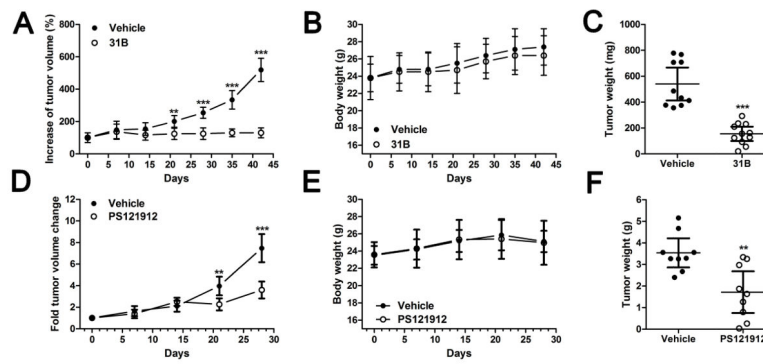 A
Increase of tumor volume (%)
800
600
400
200
0
Vehicle
31B
**
***
***
***
0 5 10 15 20 25 30 35 40 45
Days
B
Body weight (g)
30
28
26
24
22
20
18
16
Vehicle
31B
0 5 10 15 20 25 30 35 40 45
Days
C
Tumor weight (mg)
1000
800
600
400
200
0
***
Vehicle 31B
D
Fold tumor volume change
10
8
6
4
2
0
Vehicle
PS121912
**
***
0 5 10 15 20 25 30
Days
E
Body weight (g)
30
28
26
24
22
20
18
16
Vehicle
PS121912
0 5 10 15 20 25 30
Days
F
Tumor weight (g)
6
5
4
3
2
1
0
**
Vehicle PS121912